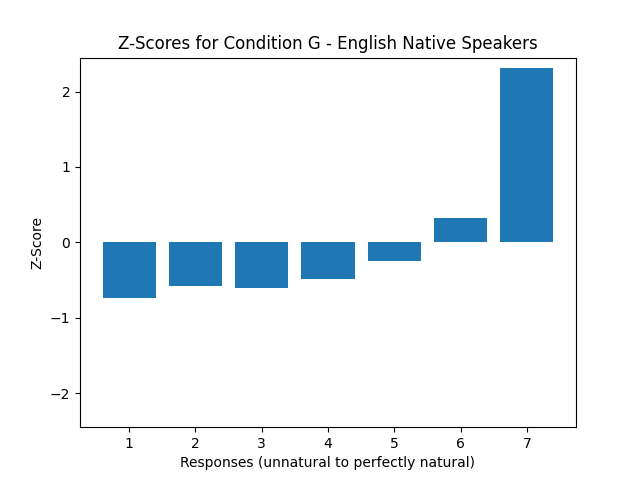 Z-Scores for Condition G - English Native Speakers
2
1
0
−1
−2
Z-Score
1 2 3 4 5 6 7
Responses (unnatural to perfectly natural)